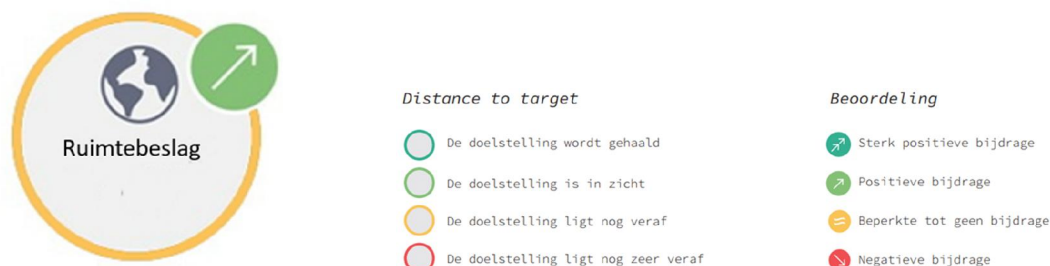 Ruimtebeslag
Distance to target
De doelstelling wordt gehaald
De doelstelling is in zicht
De doelstelling ligt nog veraf
De doelstelling ligt nog zeer veraf
Beoordeling
Sterk positieve bijdrage
Positieve bijdrage
Beperkte tot geen bijdrage
Negatieve bijdrage